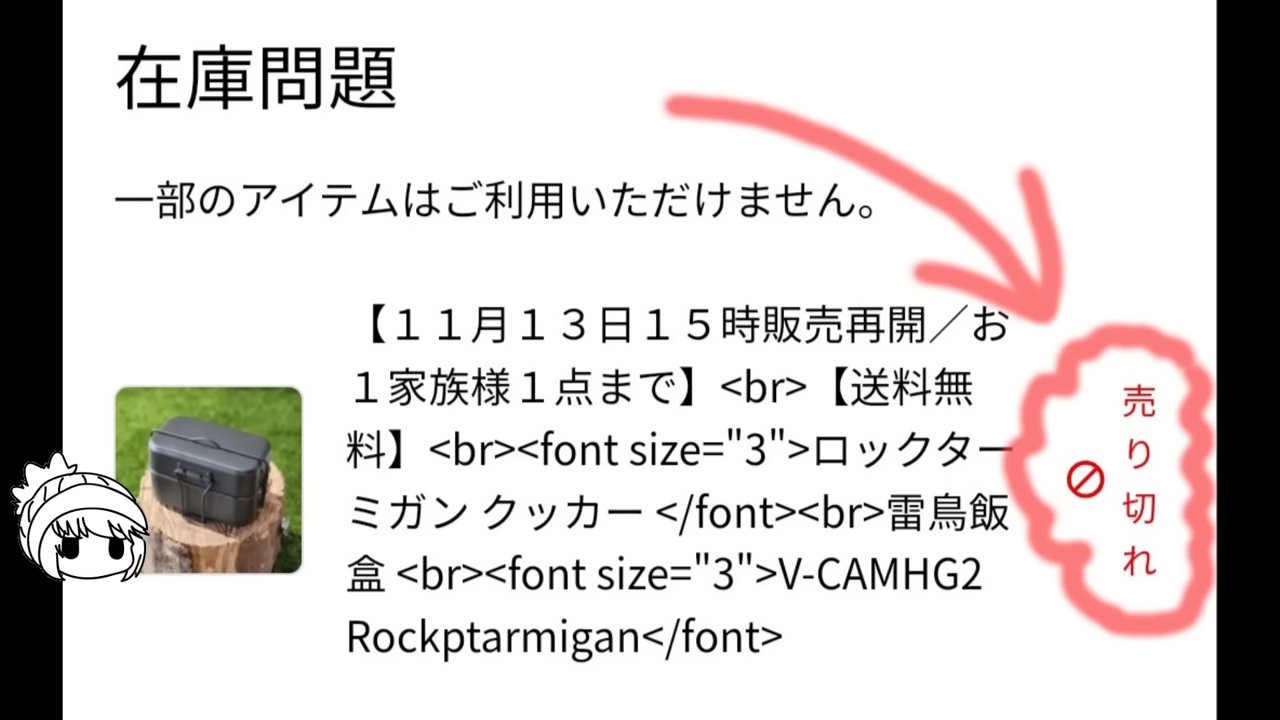 在庫問題
一部のアイテムはご利用いただけません。
【１１月１３日１５時販売再開／お
１家族様１点まで】<br>【送料無
料】<br><font size="3">ロックター
ミガン クッカー </font><br>雷鳥飯
盒 <br><font size="3">V-CAMHG2
Rockptarmigan</font>
売り切れ